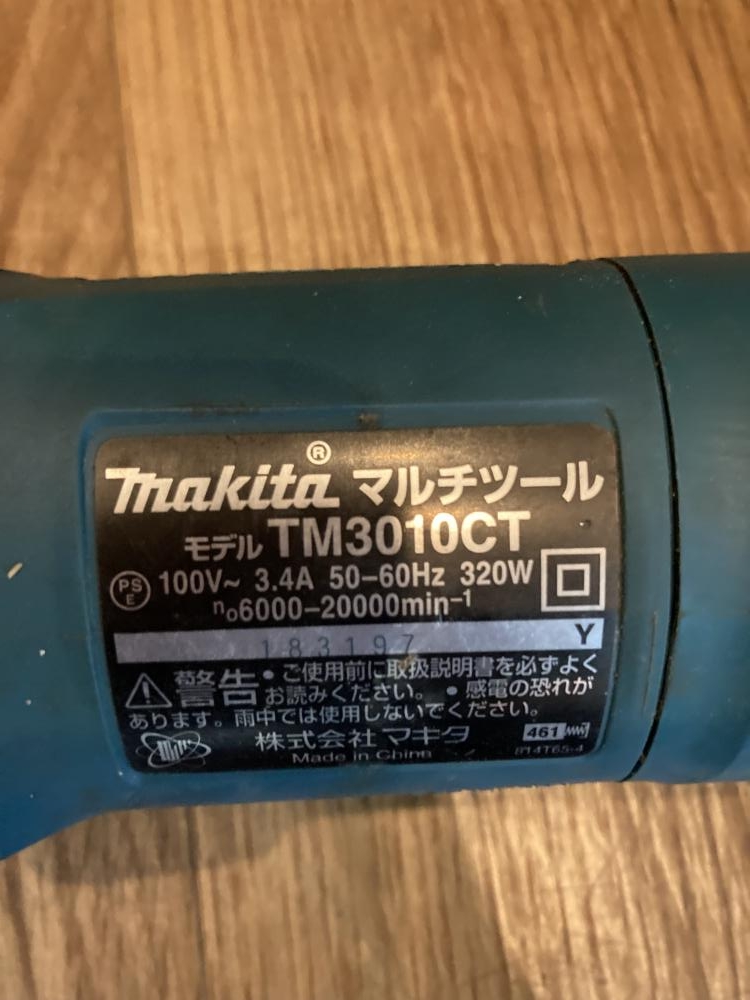 makita® マルチツール
モデル TM3010CT
PSE 100V~ 3.4A 50-60Hz 320W
n₀6000-20000min⁻¹
183197 Y
警告 • ご使用前に取扱説明書を必ずよく
お読みください。 • 感電の恐れが
あります。雨中では使用しないでください。
株式会社マキタ 461
Made in China 814T65-4